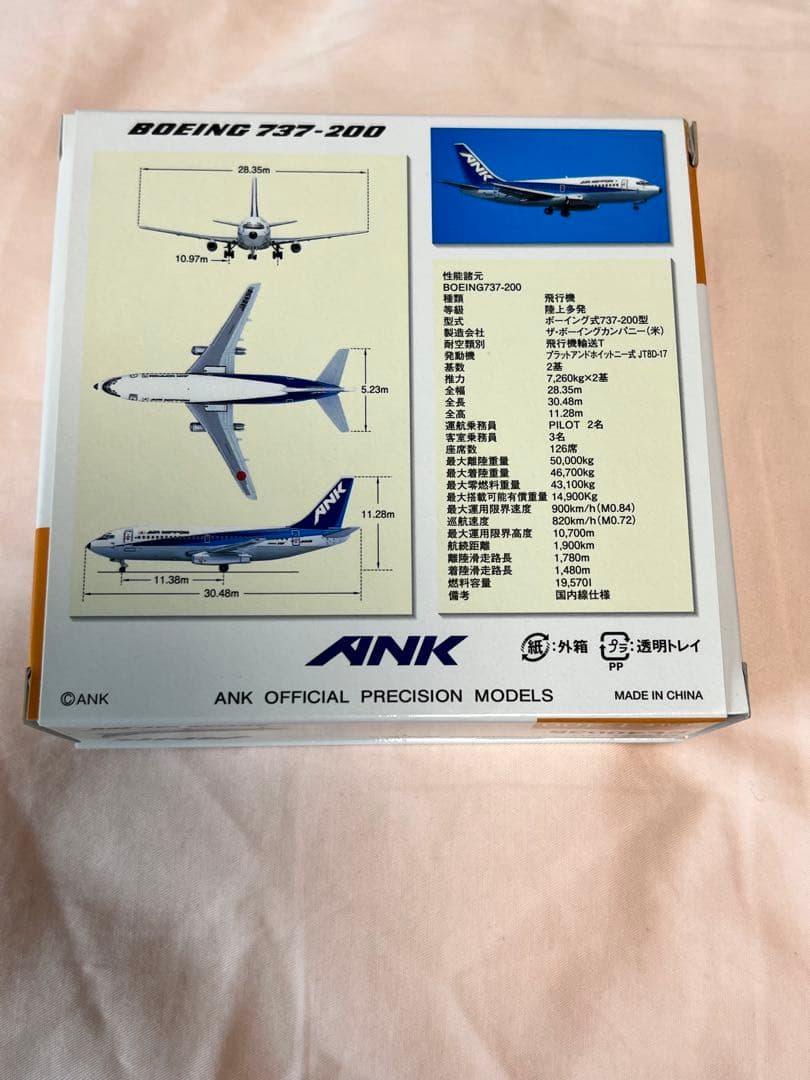 BOEING 737-200
28.35m
10.97m
5.23m
ANK
11.28m
11.38m
30.48m
ANK
性能諸元
BOEING737-200
種類 飛行機
等級 陸上多発
型式 ボーイング式737-200型
製造会社 ザ・ボーイングカンパニー(米)
耐空類別 飛行機輸送T
発動機 プラットアンドホイットニー式 JT8D-17
基数 2基
推力 7,260kg×2基
全幅 28.35m
全長 30.48m
全高 11.28m
運航乗務員 PILOT 2名
客室乗務員 3名
座席数 126席
最大離陸重量 50,000kg
最大着陸重量 46,700kg
最大零燃料重量 43,100kg
最大搭載可能有償重量 14,900Kg
最大運用限界速度 900km/h(M0.84)
巡航速度 820km/h(M0.72)
最大運用限界高度 10,700m
航続距離 1,900km
離陸滑走路長 1,780m
着陸滑走路長 1,480m
燃料容量 19,570l
備考 国内線仕様
ANK
紙:外箱 プラ:透明トレイ
PP
©ANK ANK OFFICIAL PRECISION MODELS MADE IN CHINA